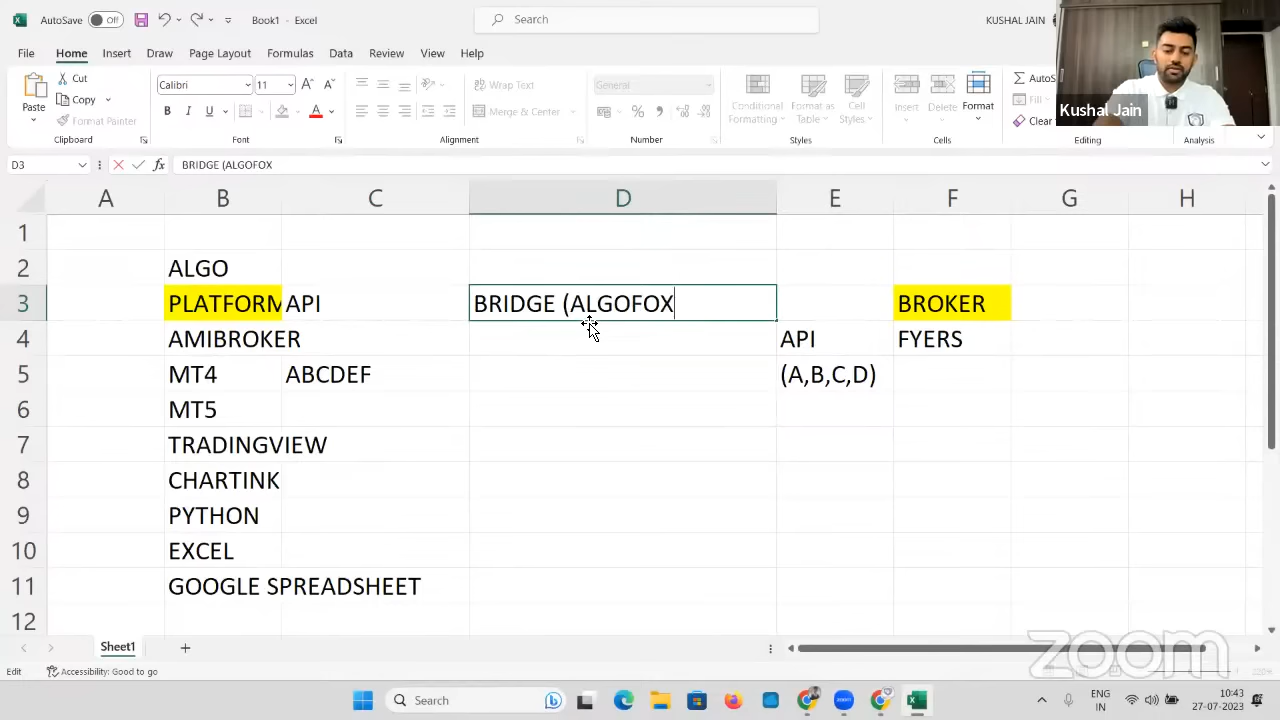 AutoSave Off Book1 - Excel Search KUSHAL JAIN
File Home Insert Draw Page Layout Formulas Data Review View Help
Paste Cut Copy Format Painter Clipboard
Calibri 11 B I U A Font
Wrap Text Merge & Center Alignment
General % Number
Conditional Formatting Format as Table Cell Styles Styles
Insert Delete Format Cells
AutoS Fill Clear Editing
Analysis
Kushal Jain
D3 fx BRIDGE (ALGOFOX
A B C D E F G H
1
2 ALGO
3 PLATFORM API BRIDGE (ALGOFOX BROKER
4 AMIBROKER API FYERS
5 MT4 ABCDEF (A,B,C,D)
6 MT5
7 TRADINGVIEW
8 CHARTINK
9 PYTHON
10 EXCEL
11 GOOGLE SPREADSHEET
12
Sheet1
zoom
Edit Accessibility: Good to go
Search ENG IN 10:43 27-07-2023